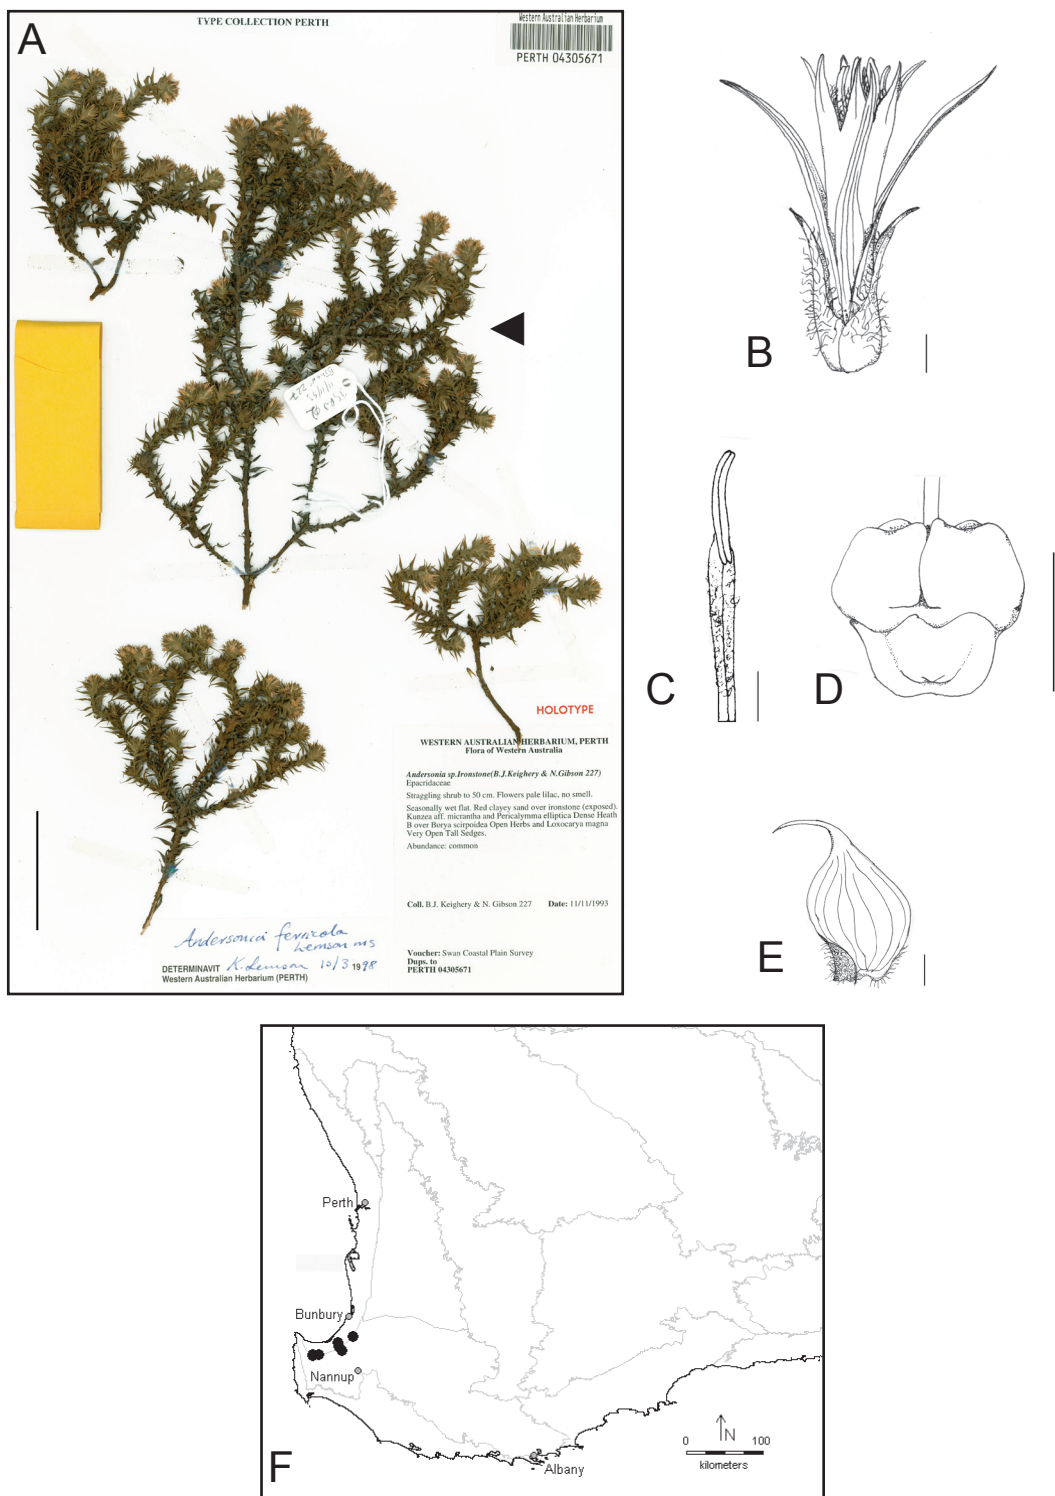 A
TYPE COLLECTION PERTH
Western Australian Herbarium
PERTH 04305671
B
C
D
E
HOLOTYPE
WESTERN AUSTRALIAN HERBARIUM, PERTH
Flora of Western Australia
Andersonia sp.Ironstone(B.J.Keighery & N.Gibson 227)
Epacridaceae
Straggling shrub to 50 cm. Flowers pale lilac, no smell.
Seasonally wet flat. Red clayey sand over ironstone (exposed).
Kunzea aff. micrantha and Pericalymma elliptica Dense Heath
B over Borya scirpoidea Open Herbs and Loxocarya magna
Very Open Tall Sedges.
Abundance: common
Coll. B.J. Keighery & N. Gibson 227 Date: 11/11/1993
Voucher: Swan Coastal Plain Survey
Dups. to
PERTH 04305671
Andersonia ferricola
Lemson ms
DETERMINAVIT K. Lemson 10/3 1998
Western Australian Herbarium (PERTH)
Perth
Bunbury
Nannup
Albany
N
0 100
kilometers
F